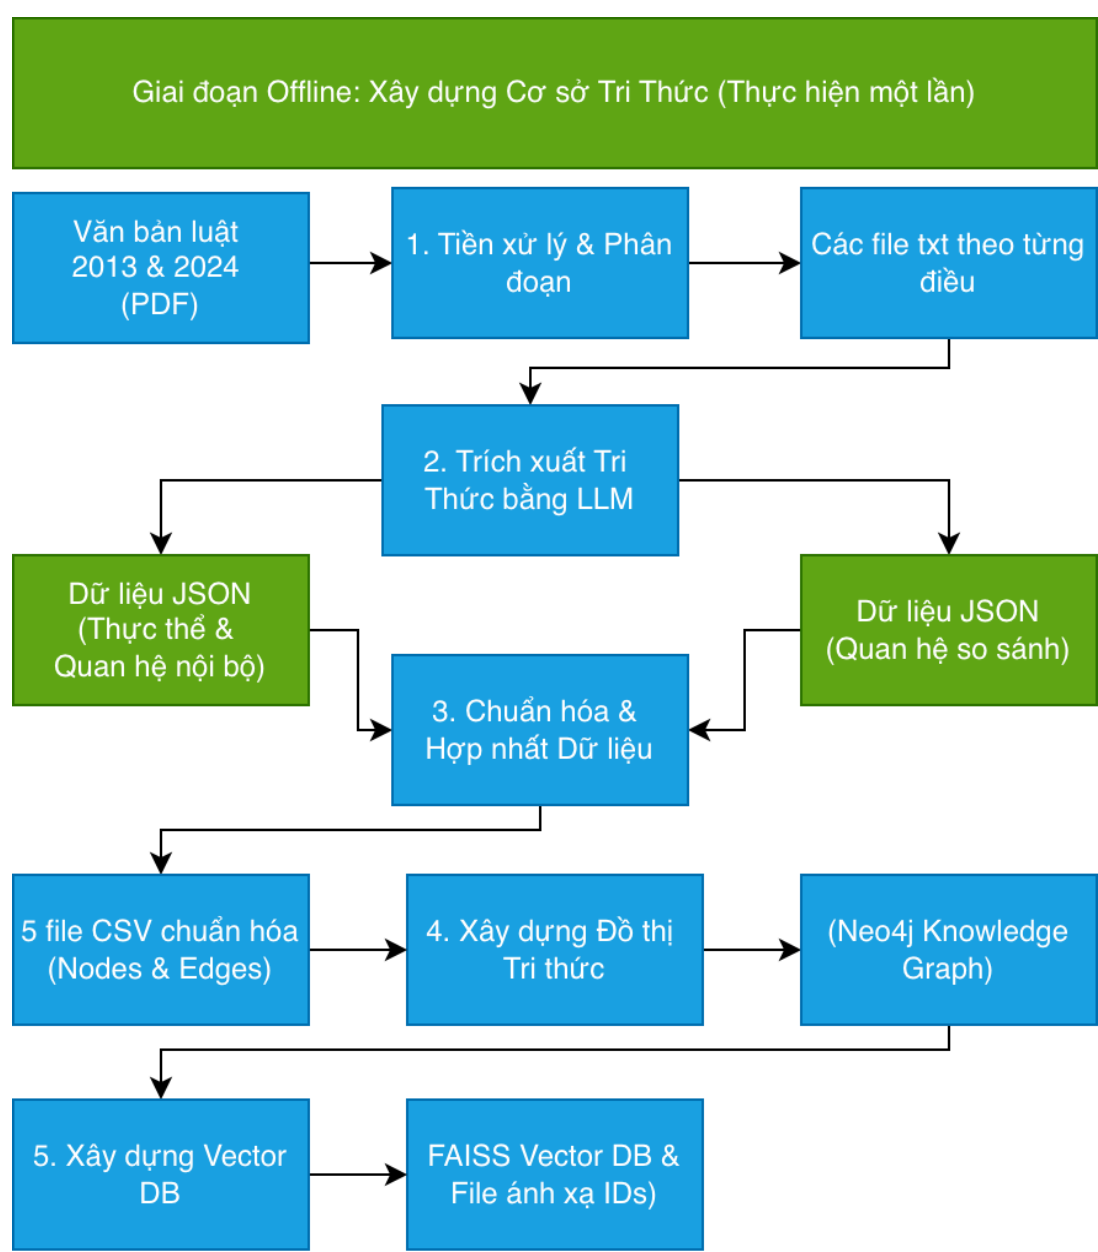 Giai đoạn Offline: Xây dựng Cơ sở Tri Thức (Thực hiện một lần)
Văn bản luật
2013 & 2024
(PDF)
1. Tiền xử lý & Phân
đoạn
Các file txt theo từng
điều
2. Trích xuất Tri
Thức bằng LLM
Dữ liệu JSON
(Thực thể &
Quan hệ nội bộ)
Dữ liệu JSON
(Quan hệ so sánh)
3. Chuẩn hóa &
Hợp nhất Dữ liệu
5 file CSV chuẩn hóa
(Nodes & Edges)
4. Xây dựng Đồ thị
Tri thức
(Neo4j Knowledge
Graph)
5. Xây dựng Vector
DB
FAISS Vector DB &
File ánh xạ IDs)